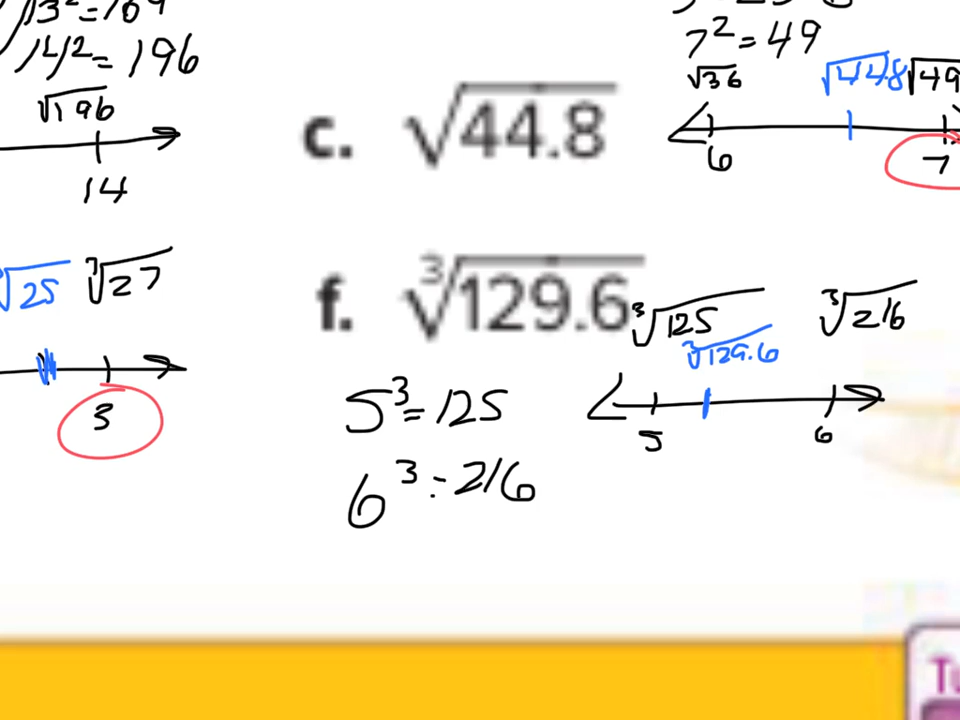 13²=169
14²=196
√196
14
c. √44.8
7²=49
√36 √44.8 √49
6 7
∛25 ∛27
3
f. ∛129.6
∛125 ∛129.6 ∛216
5 6
5³=125
6³=216